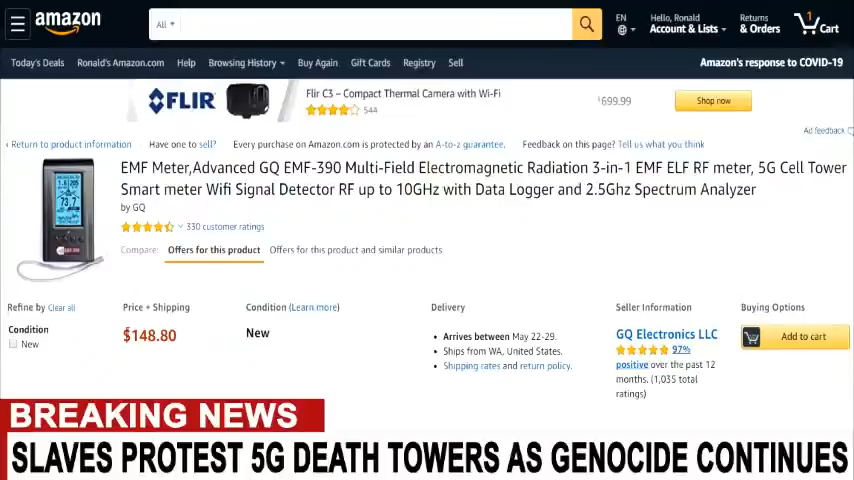 amazon
All
EN
Hello, Ronald
Account & Lists
Returns
& Orders
1
Cart
Today's Deals
Ronald's Amazon.com
Help
Browsing History
Buy Again
Gift Cards
Registry
Sell
Amazon's response to COVID-19
FLIR
Flir C3 – Compact Thermal Camera with Wi-Fi
544
$699.99
Shop now
Ad feedback
‹ Return to product information
Have one to sell?
Every purchase on Amazon.com is protected by an A-to-z guarantee.
Feedback on this page? Tell us what you think
EMF Meter,Advanced GQ EMF-390 Multi-Field Electromagnetic Radiation 3-in-1 EMF ELF RF meter, 5G Cell Tower
Smart meter Wifi Signal Detector RF up to 10GHz with Data Logger and 2.5Ghz Spectrum Analyzer
by GQ
330 customer ratings
Compare:
Offers for this product
Offers for this product and similar products
Refine by Clear all
Price + Shipping
Condition (Learn more)
Delivery
Seller Information
Buying Options
Condition
New
$148.80
New
• Arrives between May 22-29.
• Ships from WA, United States.
• Shipping rates and return policy.
GQ Electronics LLC
97%
positive over the past 12
months. (1,035 total
ratings)
Add to cart
BREAKING NEWS
SLAVES PROTEST 5G DEATH TOWERS AS GENOCIDE CONTINUES